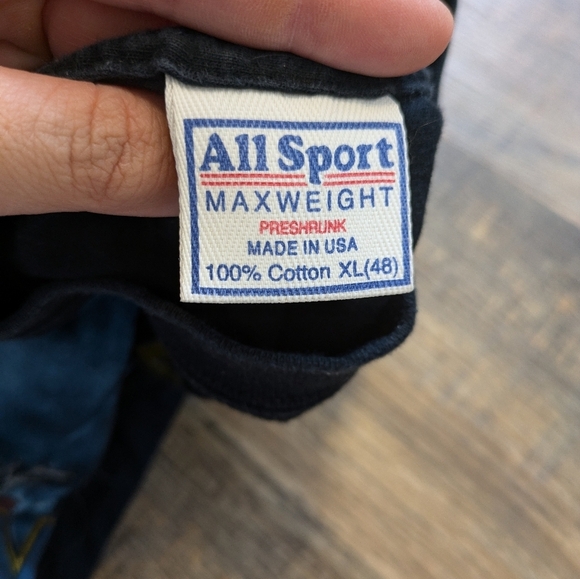 All Sport
MAXWEIGHT
PRESHRUNK
MADE IN USA
100% Cotton XL(48)